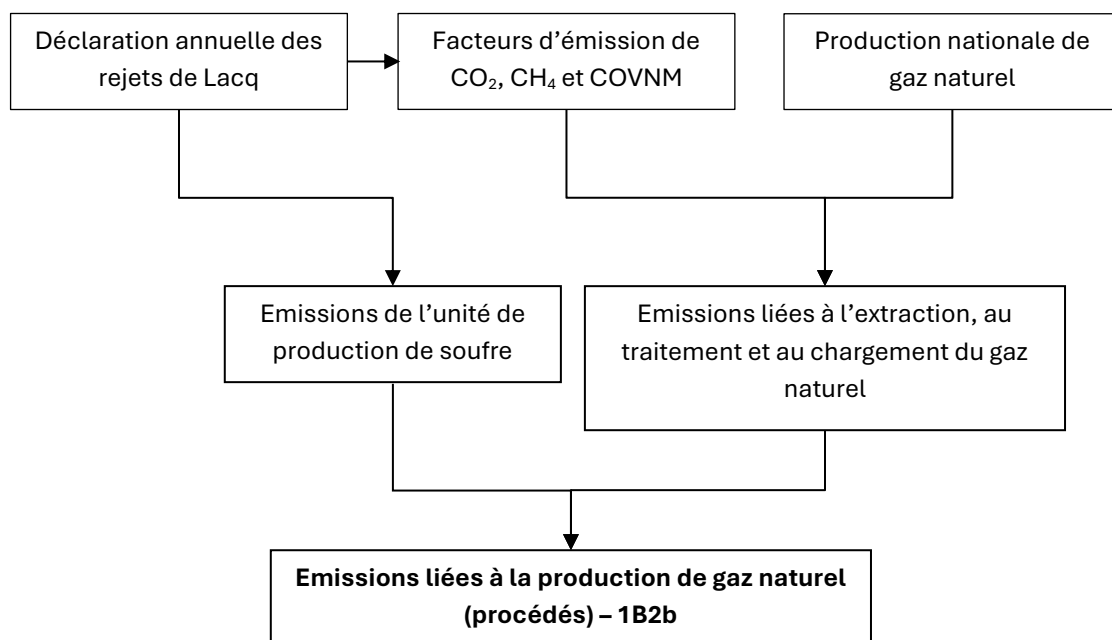 Déclaration annuelle des
rejets de Lacq
Facteurs d’émission de
CO₂, CH₄ et COVNM
Production nationale de
gaz naturel
Emissions de l’unité de
production de soufre
Emissions liées à l’extraction, au
traitement et au chargement du gaz
naturel
Emissions liées à la production de gaz naturel
(procédés) – 1B2b